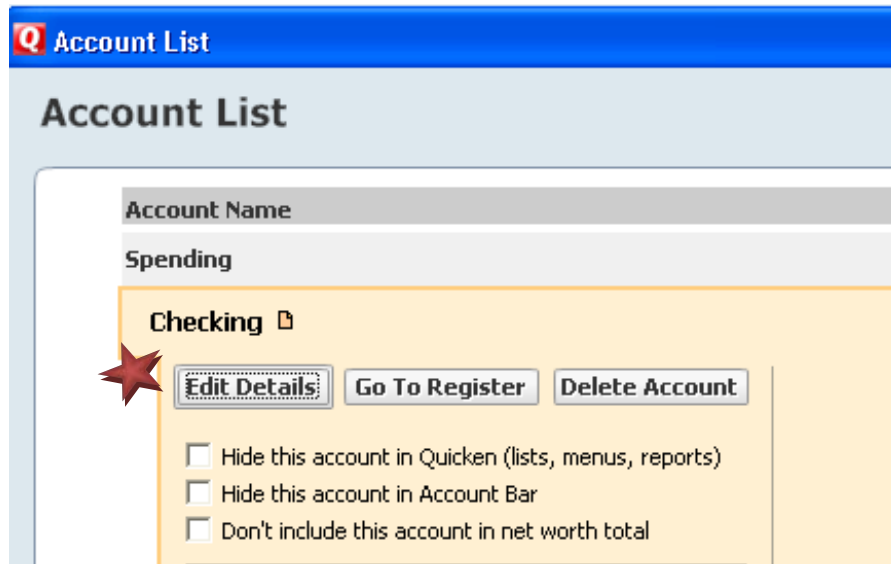 Q Account List
Account List
Account Name
Spending
Checking
Edit Details Go To Register Delete Account
Hide this account in Quicken (lists, menus, reports)
Hide this account in Account Bar
Don't include this account in net worth total